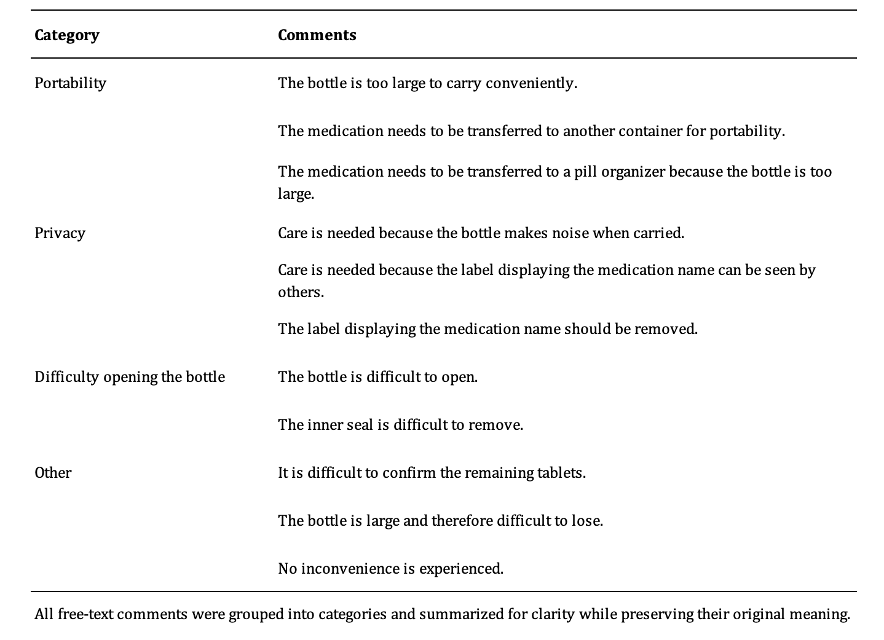 Category Comments
Portability The bottle is too large to carry conveniently.
The medication needs to be transferred to another container for portability.
The medication needs to be transferred to a pill organizer because the bottle is too
large.
Privacy Care is needed because the bottle makes noise when carried.
Care is needed because the label displaying the medication name can be seen by
others.
The label displaying the medication name should be removed.
Difficulty opening the bottle The bottle is difficult to open.
The inner seal is difficult to remove.
Other It is difficult to confirm the remaining tablets.
The bottle is large and therefore difficult to lose.
No inconvenience is experienced.
All free-text comments were grouped into categories and summarized for clarity while preserving their original meaning.